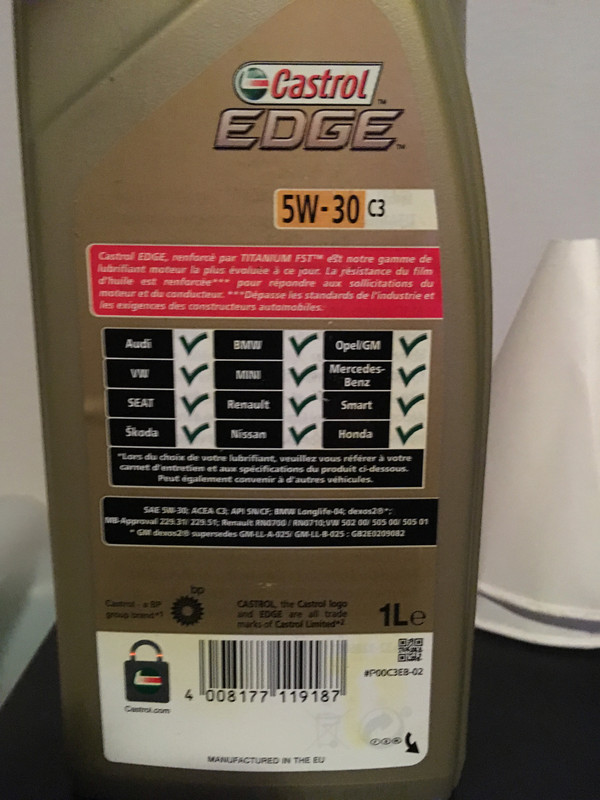 Castrol
EDGE™
5W-30 C3
Castrol EDGE, renforcé par TITANIUM FST™ est notre gamme de
lubrifiant moteur la plus évoluée à ce jour. La résistance du film
d'huile est renforcée*** pour répondre aux sollicitations du
moteur et du conducteur. ***Dépasse les standards de l'industrie et
les exigences des constructeurs automobiles.
Audi BMW Opel/GM
VW MINI Mercedes-
Benz
SEAT Renault Smart
Škoda Nissan Honda
*Lors du choix de votre lubrifiant, veuillez vous référer à votre
carnet d'entretien et aux spécifications du produit ci-dessous.
Peut également convenir à d'autres véhicules.
SAE 5W-30; ACEA C3; API SN/CF; BMW Longlife-04; dexos2®*;
MB-Approval 229.31/ 229.51; Renault RN0700 / RN0710; VW 502 00/ 505 00/ 505 01
* GM dexos2® supersedes GM-LL-A-025/ GM-LL-B-025 : GB2E0209082
bp
Castrol - a BP
group brand*¹
CASTROL, the Castrol logo
and EDGE are all trade
marks of Castrol Limited*²
1L℮
Castrol
Castrol.com
4 008177 119187
#P00C3EB-02
MANUFACTURED IN THE EU